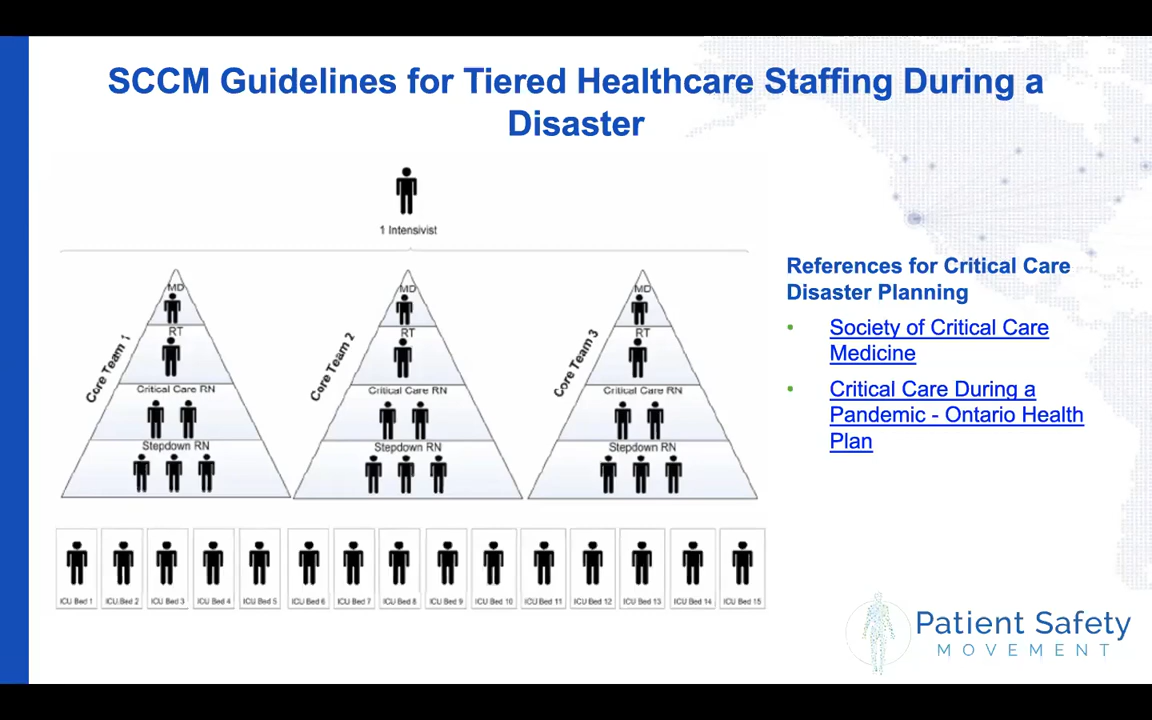 SCCM Guidelines for Tiered Healthcare Staffing During a
Disaster
1 Intensivist
Core Team 1
MD
RT
Critical Care RN
Stepdown RN
Core Team 2
MD
RT
Critical Care RN
Stepdown RN
Core Team 3
MD
RT
Critical Care RN
Stepdown RN
ICU Bed 1
ICU Bed 2
ICU Bed 3
ICU Bed 4
ICU Bed 5
ICU Bed 6
ICU Bed 7
ICU Bed 8
ICU Bed 9
ICU Bed 10
ICU Bed 11
ICU Bed 12
ICU Bed 13
ICU Bed 14
ICU Bed 15
References for Critical Care
Disaster Planning
• Society of Critical Care
Medicine
• Critical Care During a
Pandemic - Ontario Health
Plan
Patient Safety
MOVEMENT